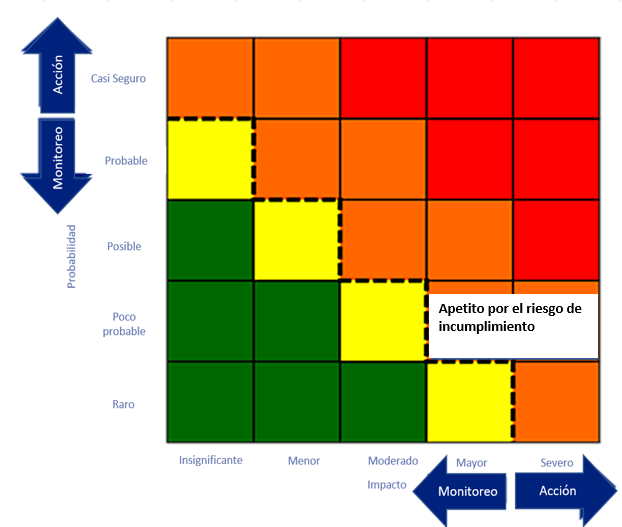 Acción
Monitoreo
Probabilidad
Casi Seguro
Probable
Posible
Poco
probable
Raro
Apetito por el riesgo de
incumplimiento
Insignificante
Menor
Moderado
Mayor
Severo
Impacto
Monitoreo
Acción